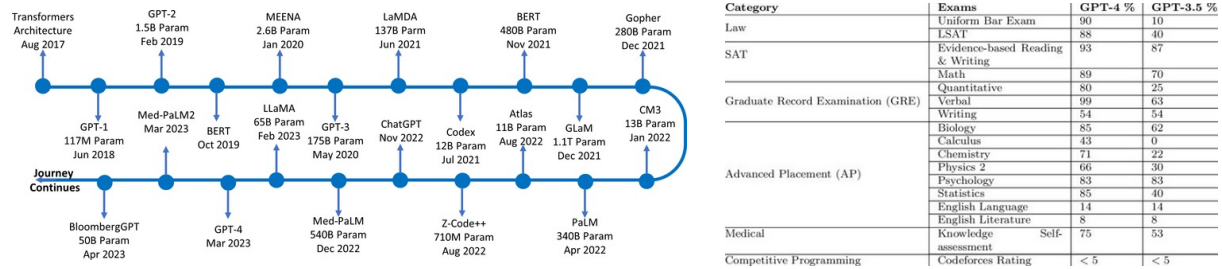 Transformers
Architecture
Aug 2017
GPT-2
1.5B Param
Feb 2019
MEENA
2.6B Param
Jan 2020
LaMDA
137B Parm
Jun 2021
BERT
480B Param
Nov 2021
Gopher
280B Param
Dec 2021
GPT-1
117M Param
Jun 2018
BERT
Oct 2019
GPT-3
175B Param
May 2020
Codex
12B Param
Jul 2021
GLaM
1.1T Param
Dec 2021
CM3
13B Param
Jan 2022
Med-PaLM2
Mar 2023
LLaMA
65B Param
Feb 2023
ChatGPT
Nov 2022
Atlas
11B Param
Aug 2022
Journey
Continues
BloombergGPT
50B Param
Apr 2023
GPT-4
Mar 2023
Med-PaLM
540B Param
Dec 2022
Z-Code++
710M Param
Aug 2022
PaLM
340B Param
Apr 2022
Category Exams GPT-4 % GPT-3.5 %
Law
Uniform Bar Exam 90 10
LSAT 88 40
SAT
Evidence-based Reading 93 87
& Writing
Math 89 70
Graduate Record Examination (GRE)
Quantitative 80 25
Verbal 99 63
Writing 54 54
Advanced Placement (AP)
Biology 85 62
Calculus 43 0
Chemistry 71 22
Physics 2 66 30
Psychology 83 83
Statistics 85 40
English Language 14 14
English Literature 8 8
Medical Knowledge Self- 75 53
assessment
Competitive Programming Codeforces Rating < 5 < 5